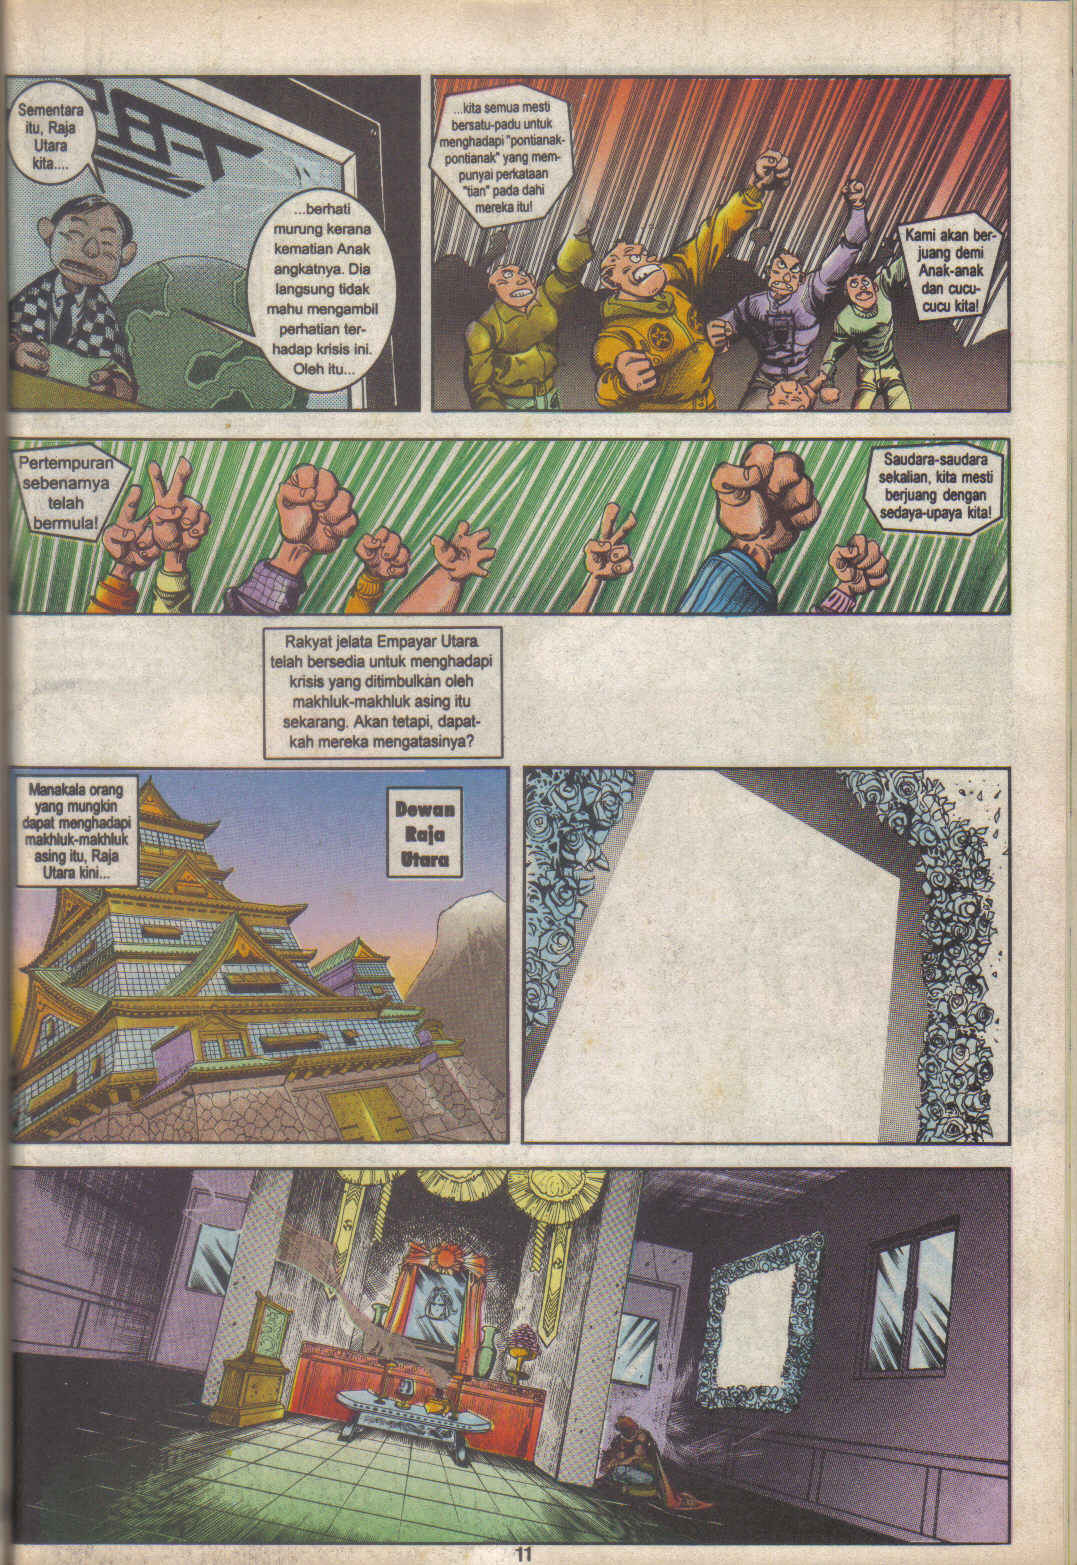 Sementara
itu, Raja
Utara
kita....
...berhati
murung kerana
kematian Anak
angkatnya. Dia
langsung tidak
mahu mengambil
perhatian ter-
hadap krisis ini.
Oleh itu...
...kita semua mesti
bersatu-padu untuk
menghadapi "pontianak-
pontianak" yang mem-
punyai perkataan
"tian" pada dahi
mereka itu!
Kami akan ber-
juang demi
Anak-anak
dan cucu-
cucu kita!
Pertempuran
sebenarnya
telah
bermula!
Saudara-saudara
sekalian, kita mesti
berjuang dengan
sedaya-upaya kita!
Rakyat jelata Empayar Utara
telah bersedia untuk menghadapi
krisis yang ditimbulkan oleh
makhluk-makhluk asing itu
sekarang. Akan tetapi, dapat-
kah mereka mengatasinya?
Manakala orang
yang mungkin
dapat menghadapi
makhluk-makhluk
asing itu, Raja
Utara kini...
Dewan
Raja
Utara
11